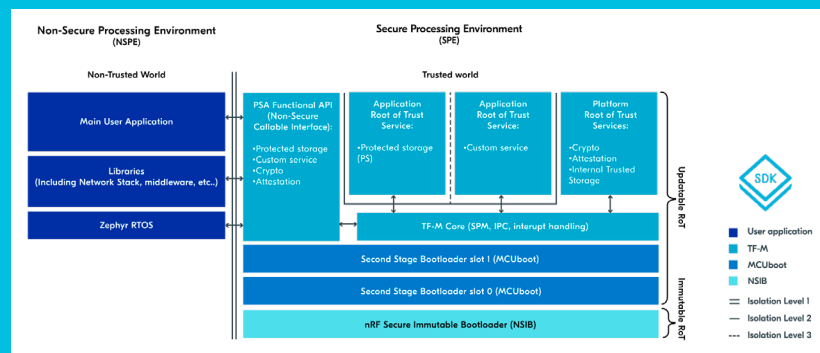 Non-Secure Processing Environment
(NSPE)
Secure Processing Environment
(SPE)
Non-Trusted World
Trusted world
Main User Application
Libraries
(Including Network Stack, middleware, etc..)
Zephyr RTOS
PSA Functional API
(Non-Secure
Callable Interface):
•Protected storage
•Custom service
•Crypto
•Attestation
Application
Root of Trust
Service:
•Protected storage
(PS)
Application
Root of Trust
Service:
•Custom service
Platform
Root of Trust
Services:
•Crypto
•Attestation
•Internal Trusted
Storage
TF-M Core (SPM, IPC, interupt handling)
Second Stage Bootloader slot 1 (MCUboot)
Second Stage Bootloader slot 0 (MCUboot)
nRF Secure Immutable Bootloader (NSIB)
Updatable RoT
Immutable RoT
SDK
User application
TF-M
MCUboot
NSIB
Isolation Level 1
Isolation Level 2
Isolation Level 3